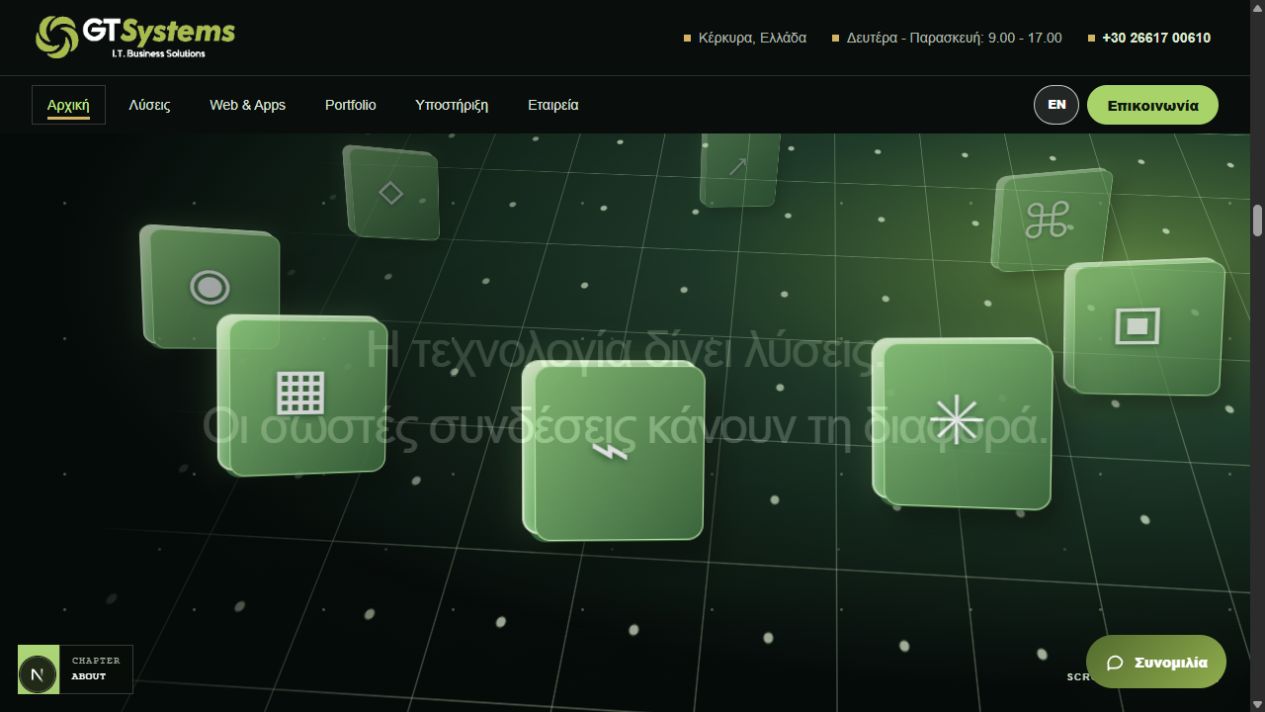 GTSystems
I.T. Business Solutions
Κέρκυρα, Ελλάδα
Δευτέρα - Παρασκευή: 9.00 - 17.00
+30 26617 00610
Αρχική
Λύσεις
Web & Apps
Portfolio
Υποστήριξη
Εταιρεία
EN
Επικοινωνία
Η τεχνολογία δίνει λύσεις.
Οι σωστές συνδέσεις κάνουν τη διαφορά.
N
CHAPTER
ABOUT
Συνομιλία